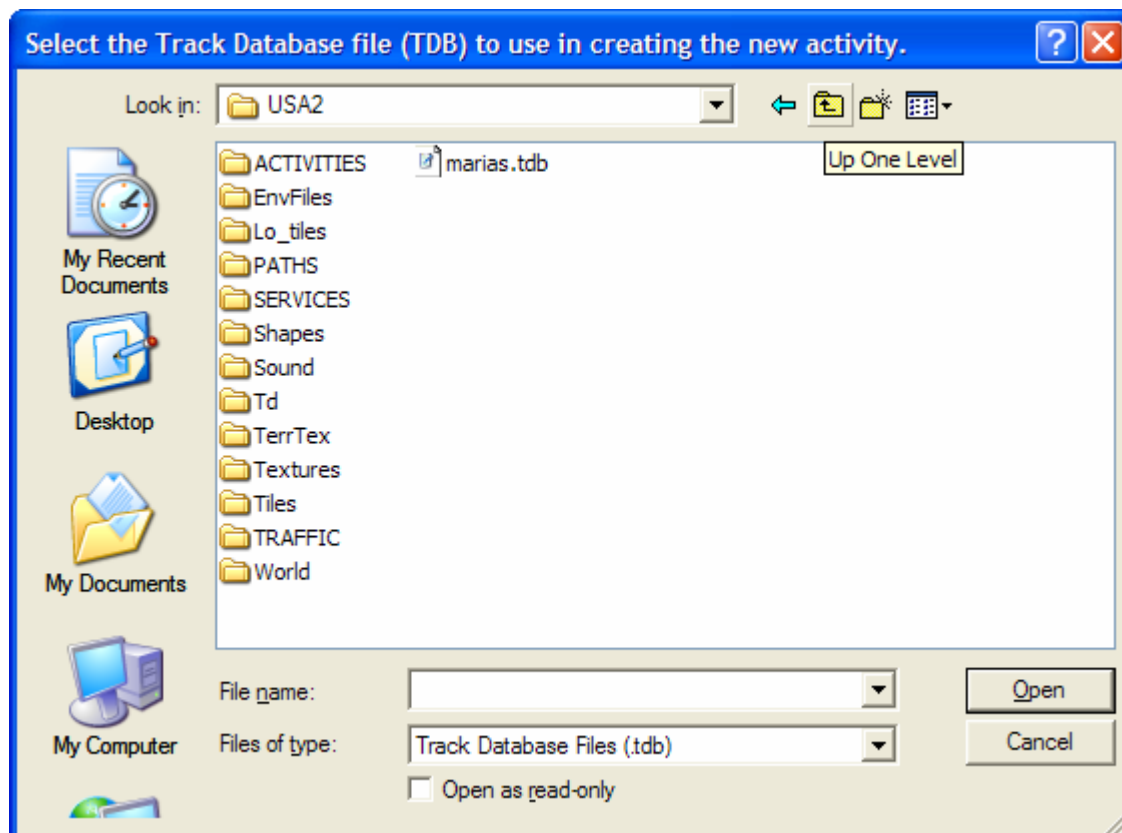 Select the Track Database file (TDB) to use in creating the new activity.
Look in: USA2
Up One Level
My Recent
Documents
Desktop
My Documents
My Computer
ACTIVITIES
EnvFiles
Lo_tiles
PATHS
SERVICES
Shapes
Sound
Td
TerrTex
Textures
Tiles
TRAFFIC
World
marias.tdb
File name:
Open
Files of type: Track Database Files (.tdb)
Cancel
Open as read-only